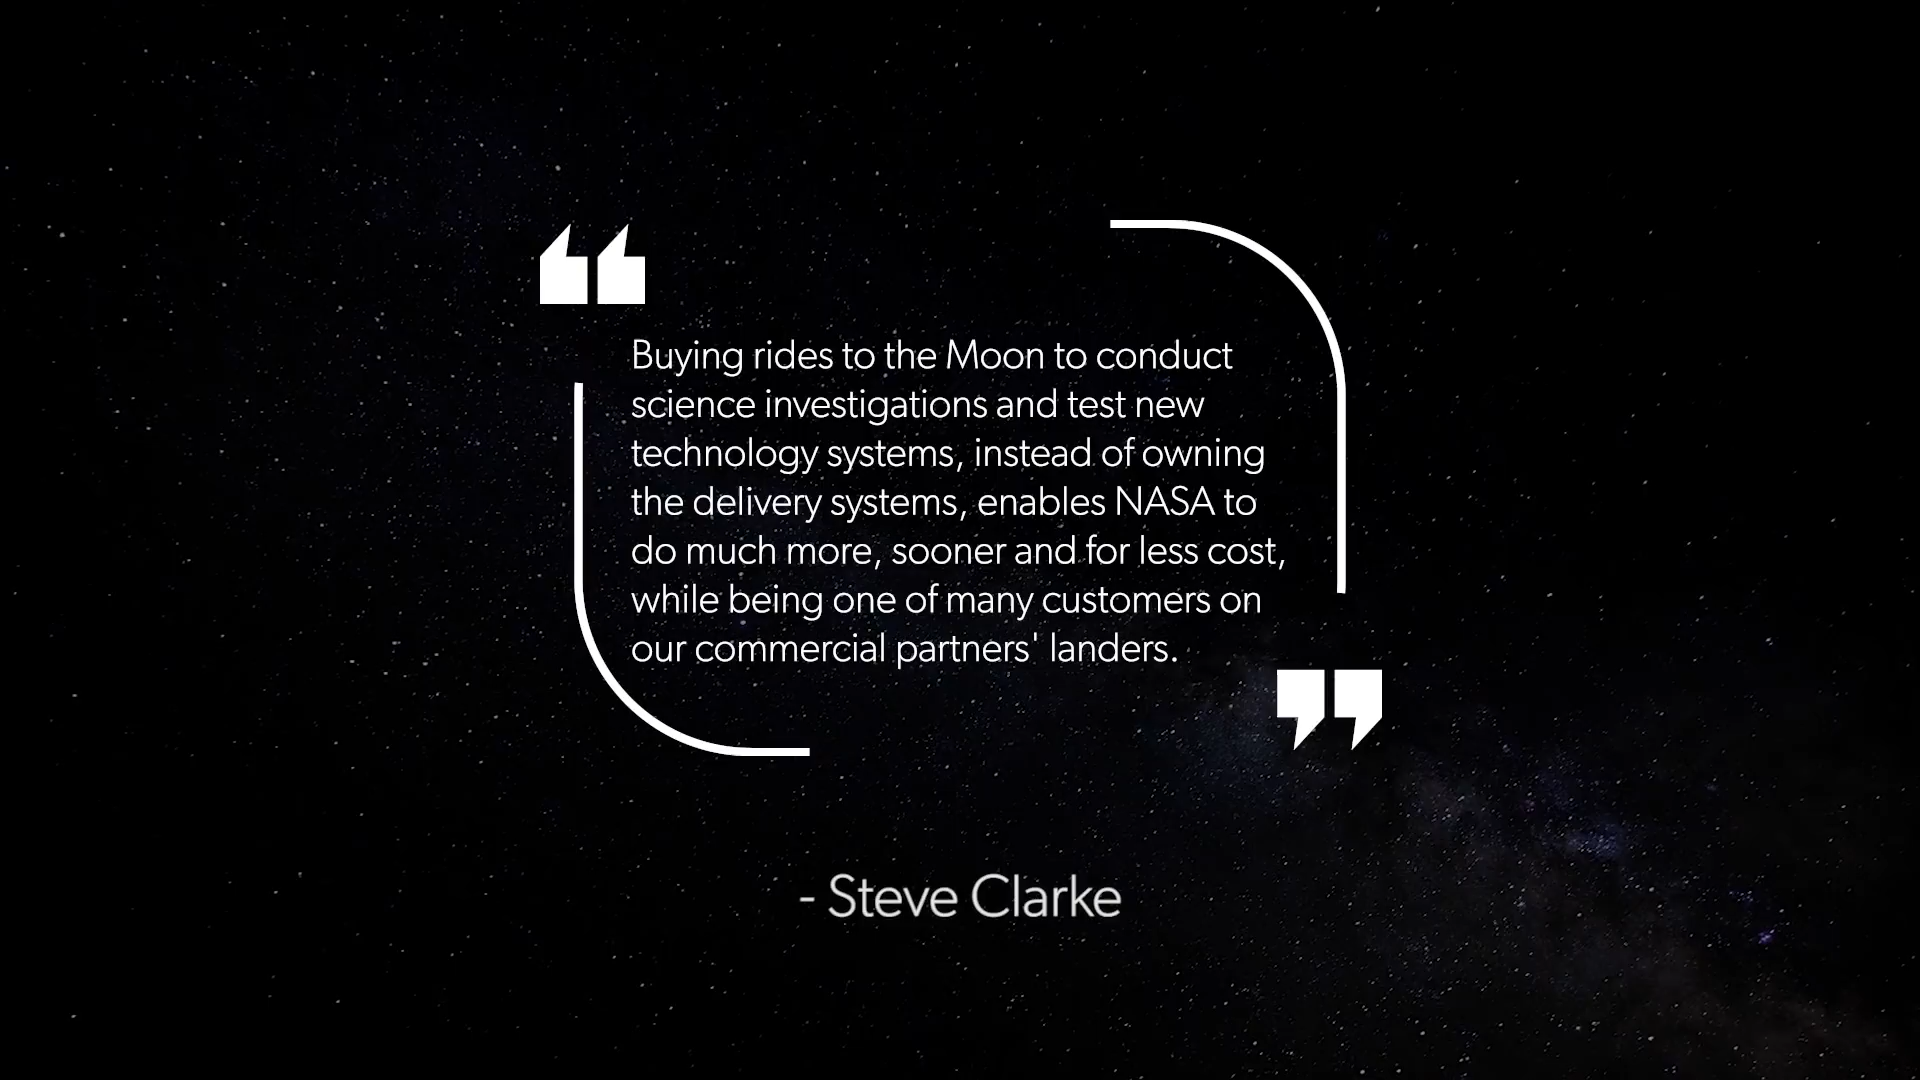 “
Buying rides to the Moon to conduct
science investigations and test new
technology systems, instead of owning
the delivery systems, enables NASA to
do much more, sooner and for less cost,
while being one of many customers on
our commercial partners' landers.
”
- Steve Clarke